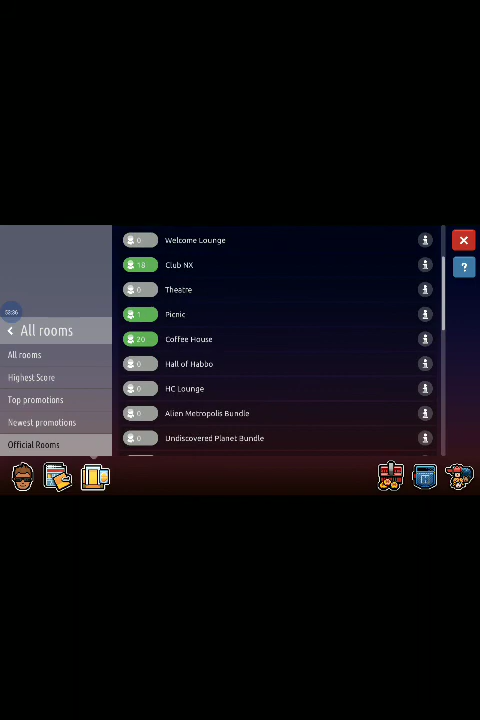 0 Welcome Lounge
18 Club NX
0 Theatre
1 Picnic
20 Coffee House
0 Hall of Habbo
0 HC Lounge
0 Alien Metropolis Bundle
0 Undiscovered Planet Bundle
All rooms
All rooms
Highest Score
Top promotions
Newest promotions
Official Rooms
?